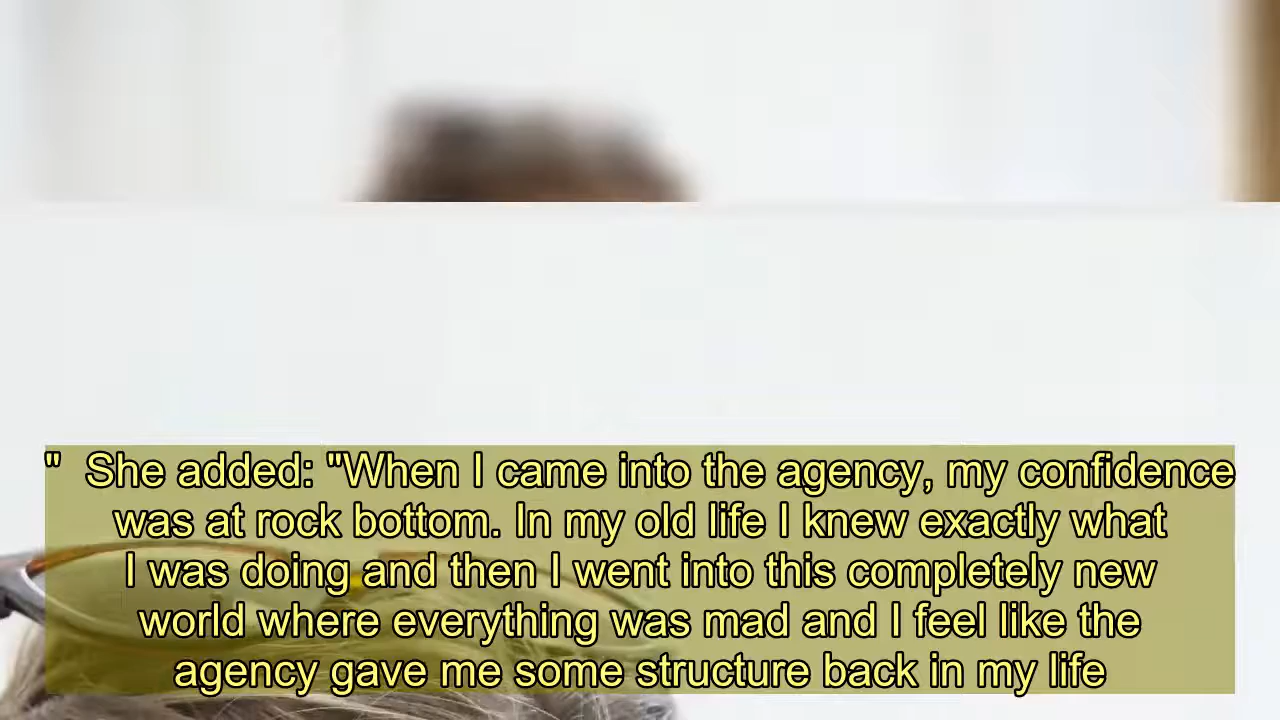 "  She added: "When I came into the agency, my confidence
was at rock bottom. In my old life I knew exactly what
I was doing and then I went into this completely new
world where everything was mad and I feel like the
agency gave me some structure back in my life